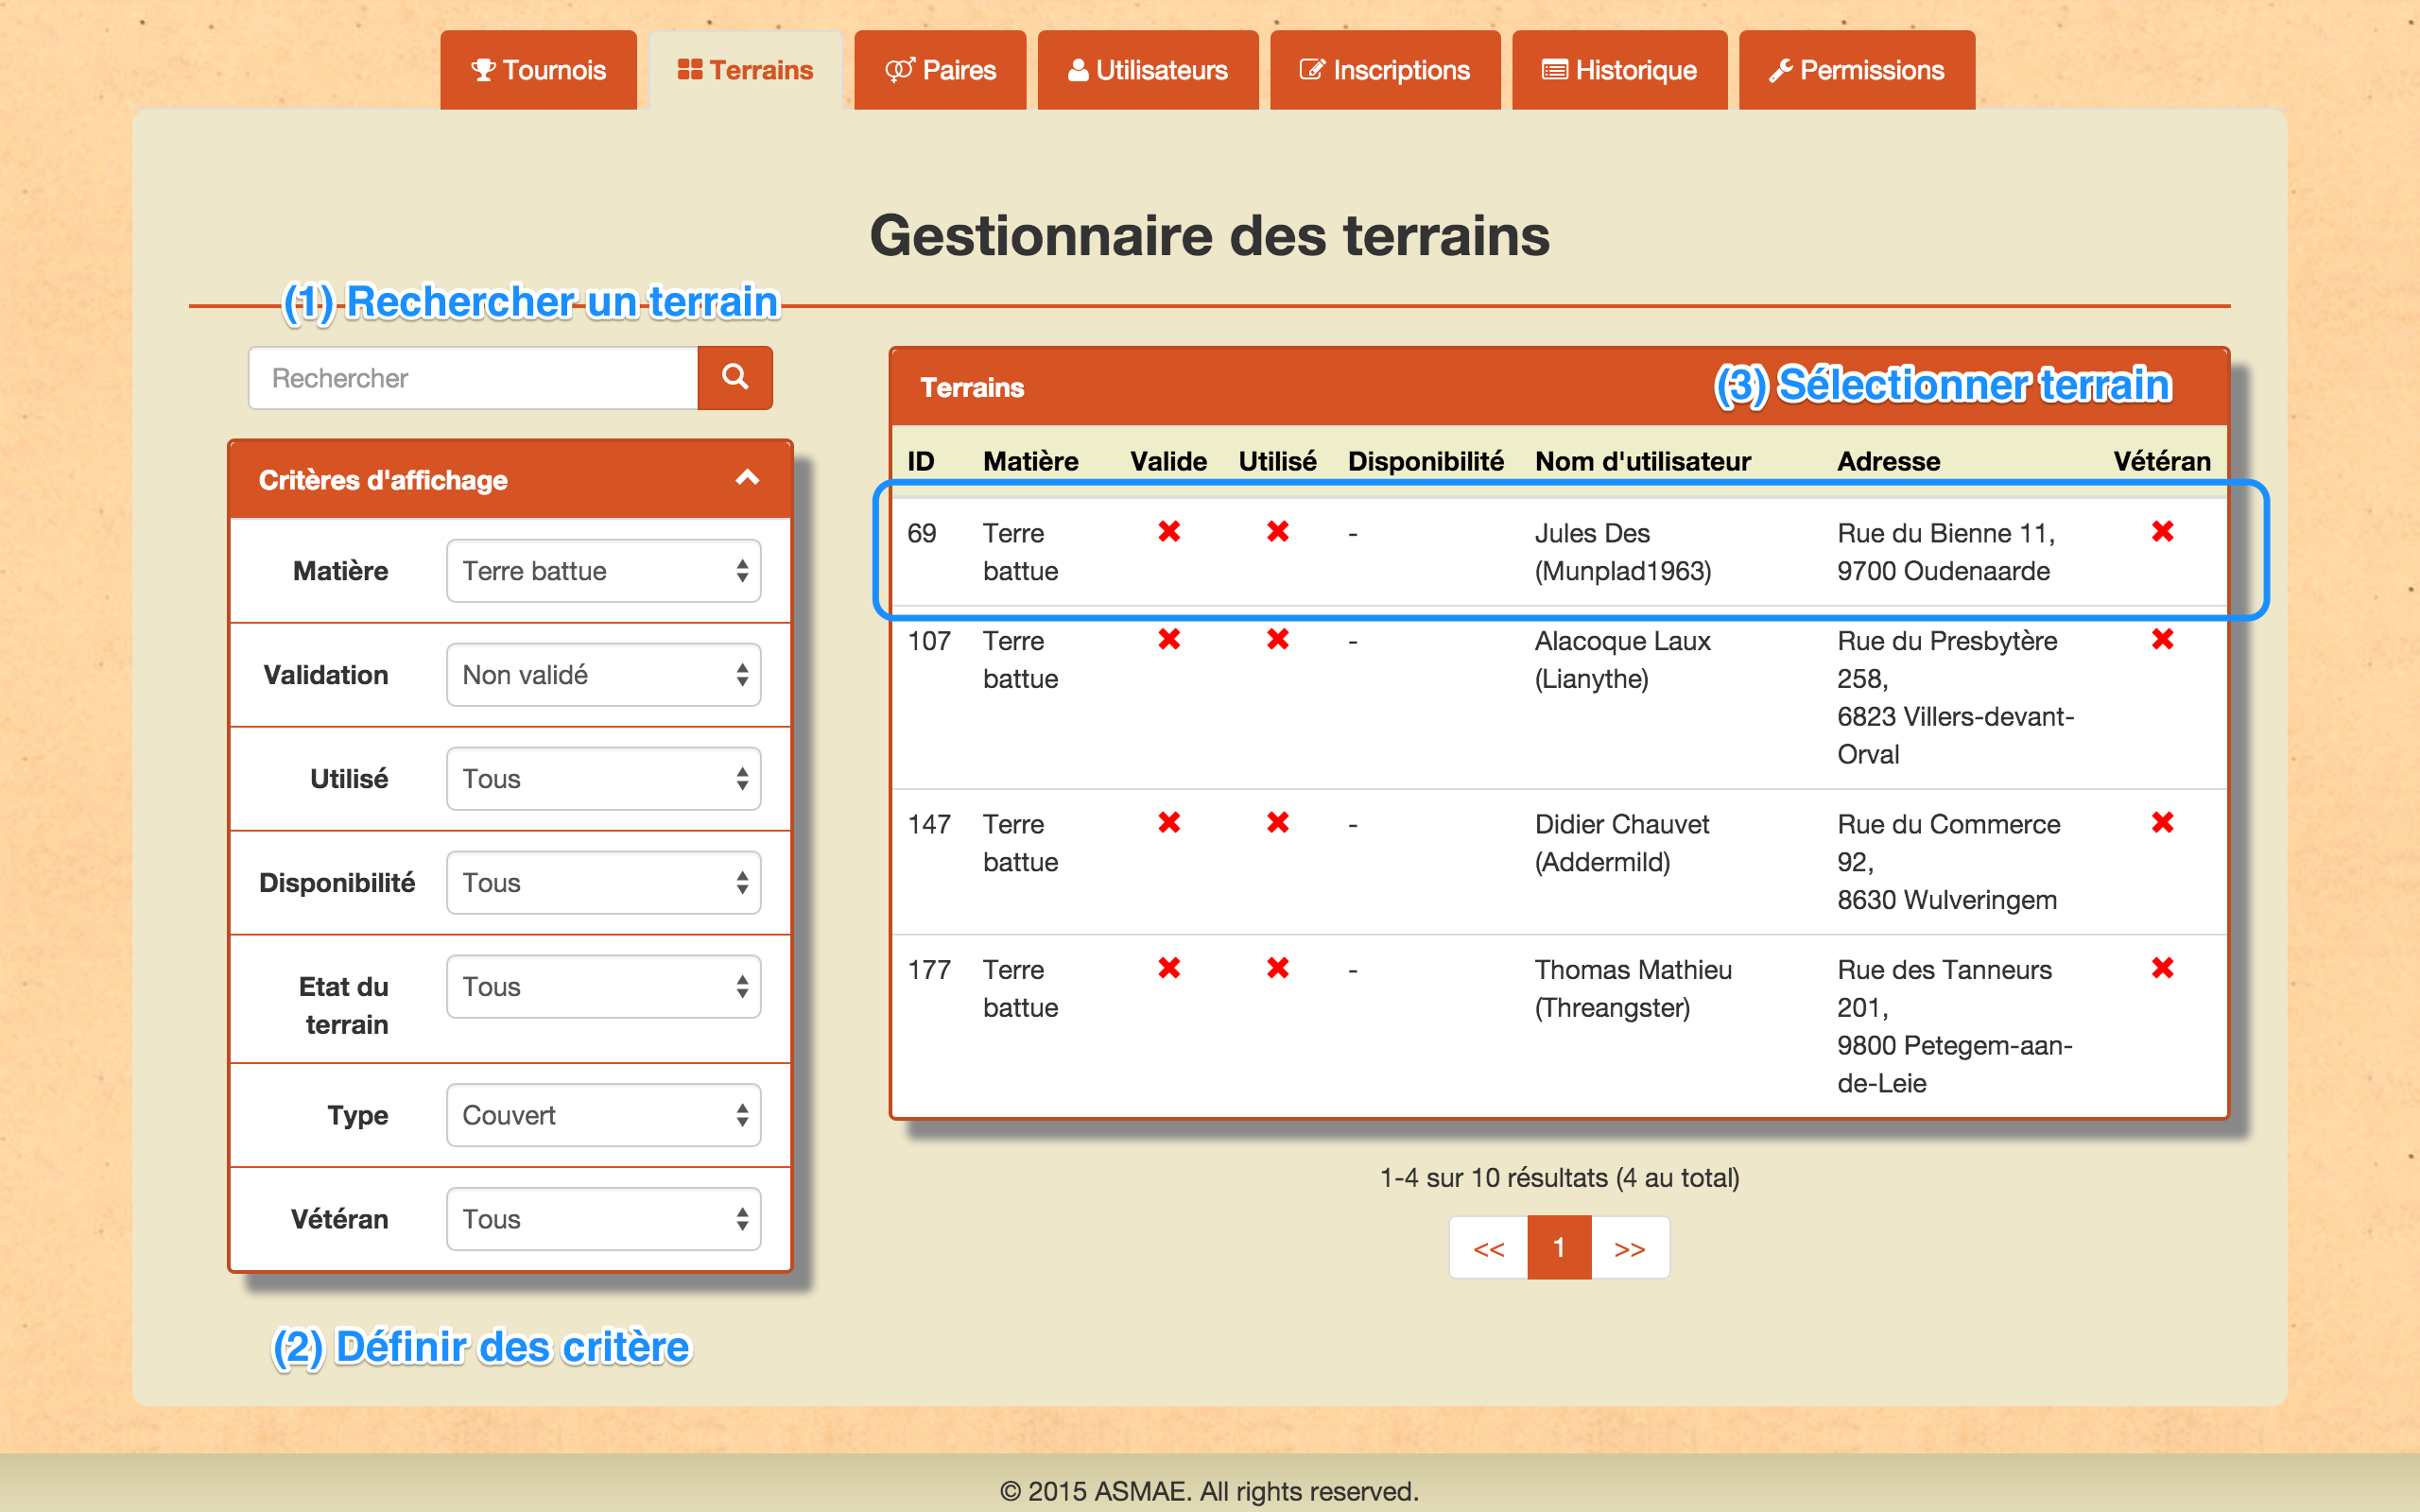 Tournois Terrains Paires Utilisateurs Inscriptions Historique Permissions
Gestionnaire des terrains
(1) Rechercher un terrain
Rechercher
Critères d'affichage
Matière Terre battue
Validation Non validé
Utilisé Tous
Disponibilité Tous
Etat du terrain Tous
Type Couvert
Vétéran Tous
(2) Définir des critère
Terrains
(3) Sélectionner terrain
ID Matière Valide Utilisé Disponibilité Nom d'utilisateur Adresse Vétéran
69 Terre - Jules Des Rue du Bienne 11,
battue (Munplad1963) 9700 Oudenaarde
107 Terre - Alacoque Laux Rue du Presbytère
battue (Lianythe) 258,
6823 Villers-devant-
Orval
147 Terre - Didier Chauvet Rue du Commerce
battue (Addermild) 92,
8630 Wulveringem
177 Terre - Thomas Mathieu Rue des Tanneurs
battue (Threangster) 201,
9800 Petegem-aan-
de-Leie
1-4 sur 10 résultats (4 au total)
<< 1 >>
© 2015 ASMAE. All rights reserved.